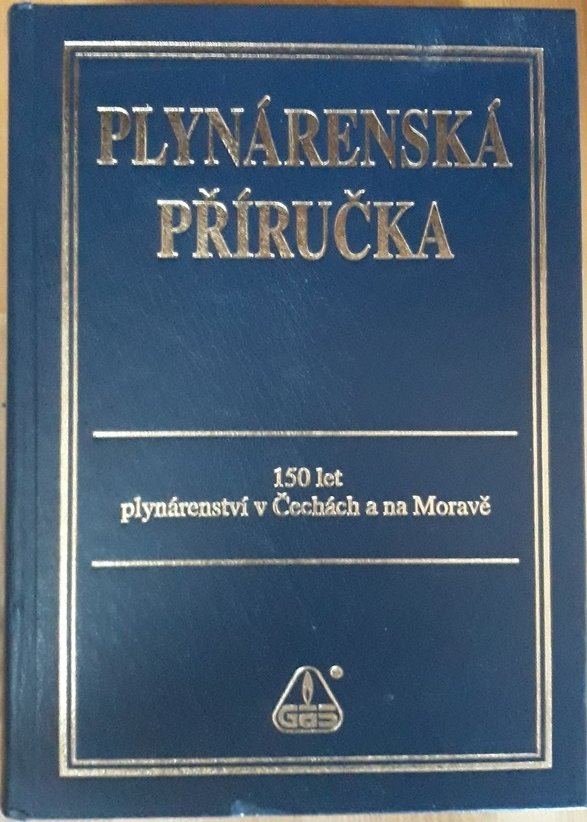 PLYNÁRENSKÁ
PŘÍRUČKA
150 let
plynárenství v Čechách a na Moravě
GAS